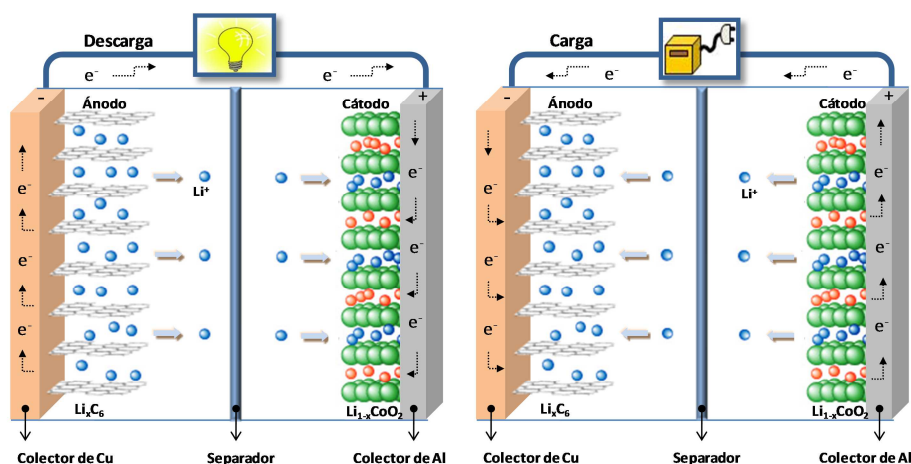 Descarga
e⁻
e⁻
-
Ánodo
Cátodo
+
e⁻
e⁻
e⁻
Li⁺
e⁻
e⁻
e⁻
LiₓC₆
Li₁₋ₓCoO₂
Colector de Cu
Separador
Colector de Al
Carga
e⁻
e⁻
-
Ánodo
Cátodo
+
e⁻
e⁻
e⁻
Li⁺
e⁻
e⁻
e⁻
LiₓC₆
Li₁₋ₓCoO₂
Colector de Cu
Separador
Colector de Al